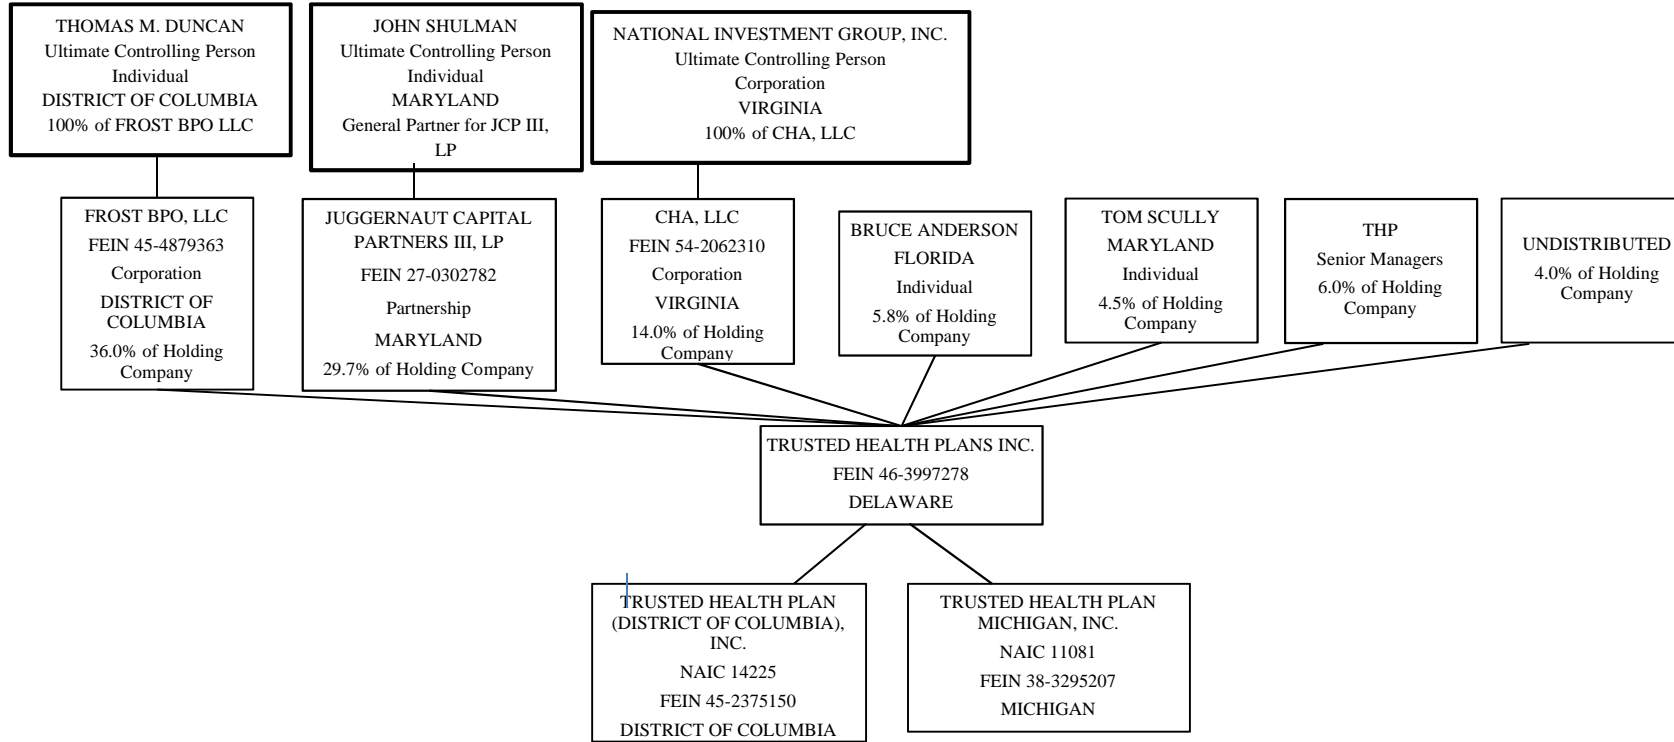 THOMAS M. DUNCAN
Ultimate Controlling Person
Individual
DISTRICT OF COLUMBIA
100% of FROST BPO LLC
JOHN SHULMAN
Ultimate Controlling Person
Individual
MARYLAND
General Partner for JCP III,
LP
NATIONAL INVESTMENT GROUP, INC.
Ultimate Controlling Person
Corporation
VIRGINIA
100% of CHA, LLC
FROST BPO, LLC
FEIN 45-4879363
Corporation
DISTRICT OF
COLUMBIA
36.0% of Holding
Company
JUGGERNAUT CAPITAL
PARTNERS III, LP
FEIN 27-0302782
Partnership
MARYLAND
29.7% of Holding Company
CHA, LLC
FEIN 54-2062310
Corporation
VIRGINIA
14.0% of Holding
Company
BRUCE ANDERSON
FLORIDA
Individual
5.8% of Holding
Company
TOM SCULLY
MARYLAND
Individual
4.5% of Holding
Company
THP
Senior Managers
6.0% of Holding
Company
UNDISTRIBUTED
4.0% of Holding
Company
TRUSTED HEALTH PLANS INC.
FEIN 46-3997278
DELAWARE
TRUSTED HEALTH PLAN
(DISTRICT OF COLUMBIA),
INC.
NAIC 14225
FEIN 45-2375150
DISTRICT OF COLUMBIA
TRUSTED HEALTH PLAN
MICHIGAN, INC.
NAIC 11081
FEIN 38-3295207
MICHIGAN